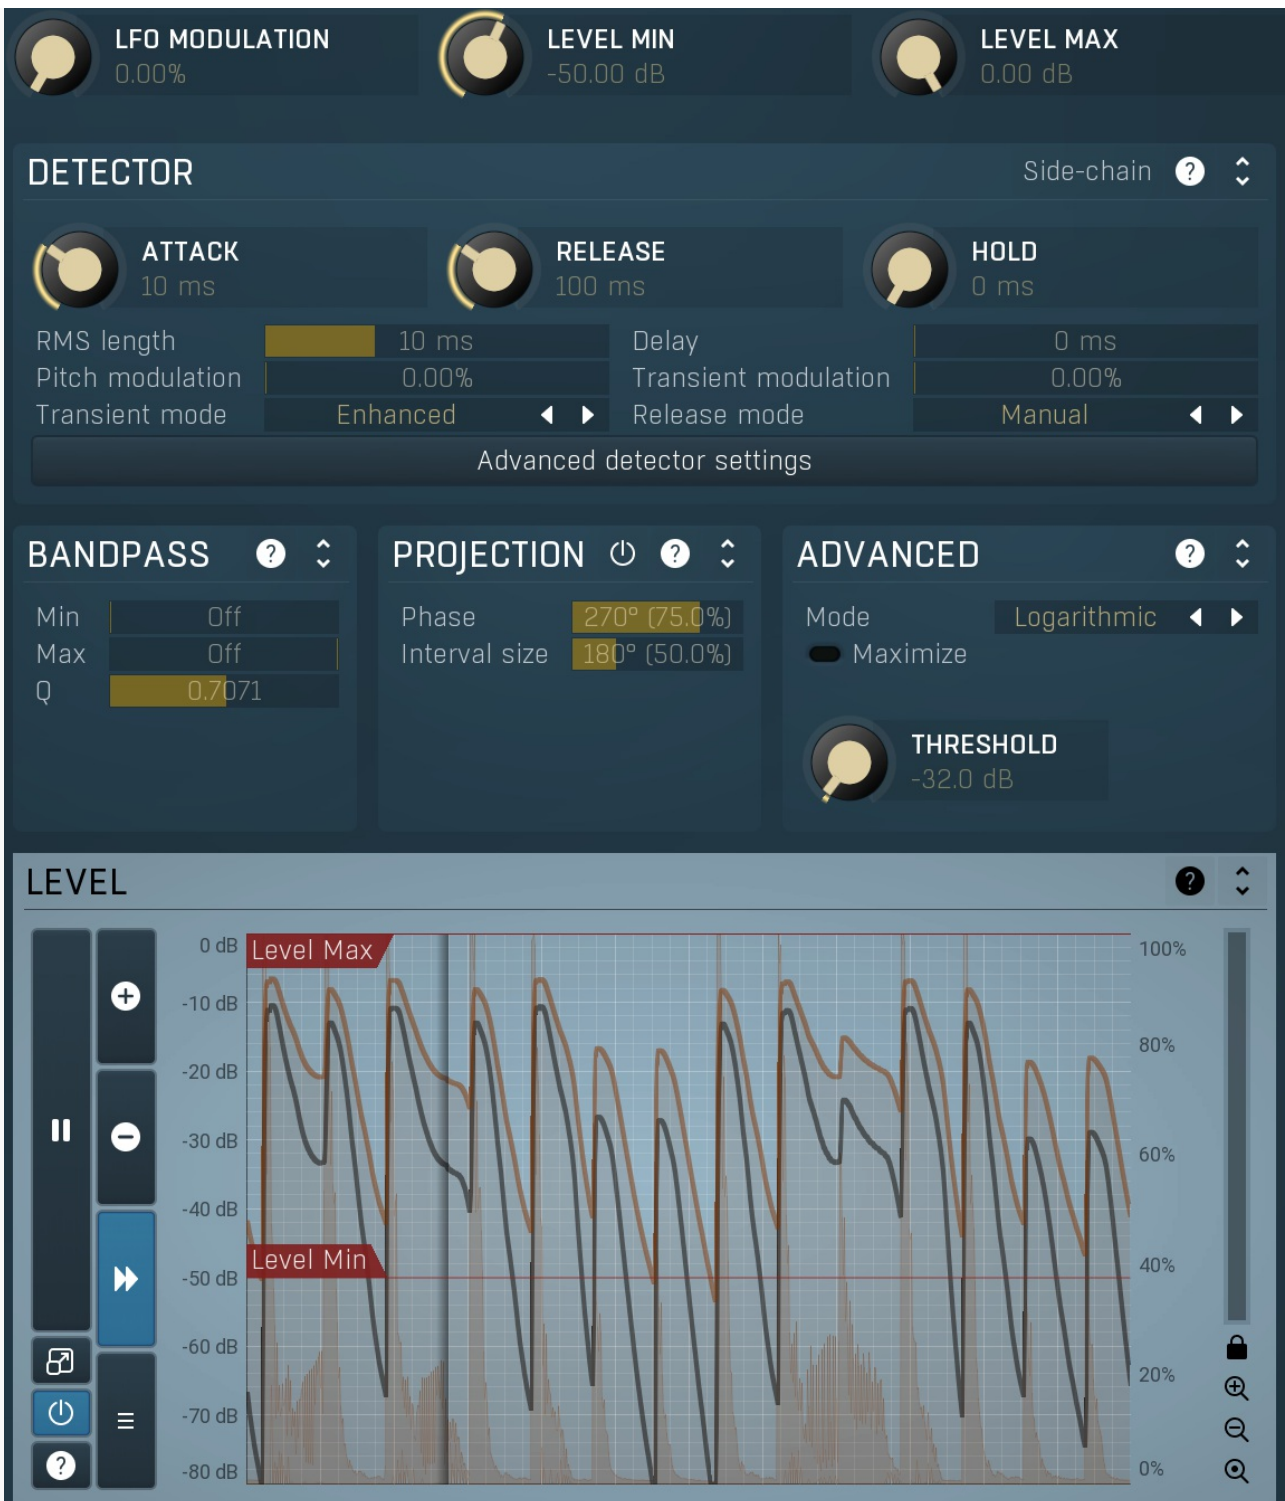 LFO MODULATION LEVEL MIN LEVEL MAX
0.00% -50.00 dB 0.00 dB
DETECTOR Side-chain ?
ATTACK RELEASE HOLD
10 ms 100 ms 0 ms
RMS length 10 ms Delay 0 ms
Pitch modulation 0.00% Transient modulation 0.00%
Transient mode Enhanced Release mode Manual
Advanced detector settings
BANDPASS ? PROJECTION ? ADVANCED ?
Min Off Phase 270° (75.0%) Mode Logarithmic
Max Off Interval size 180° (50.0%) Maximize
Q 0.7071
THRESHOLD
-32.0 dB
LEVEL ?
0 dB Level Max 100%
-10 dB
80%
-20 dB
-30 dB
60%
-40 dB
Level Min 40%
-50 dB
-60 dB
20%
-70 dB
? -80 dB 0%